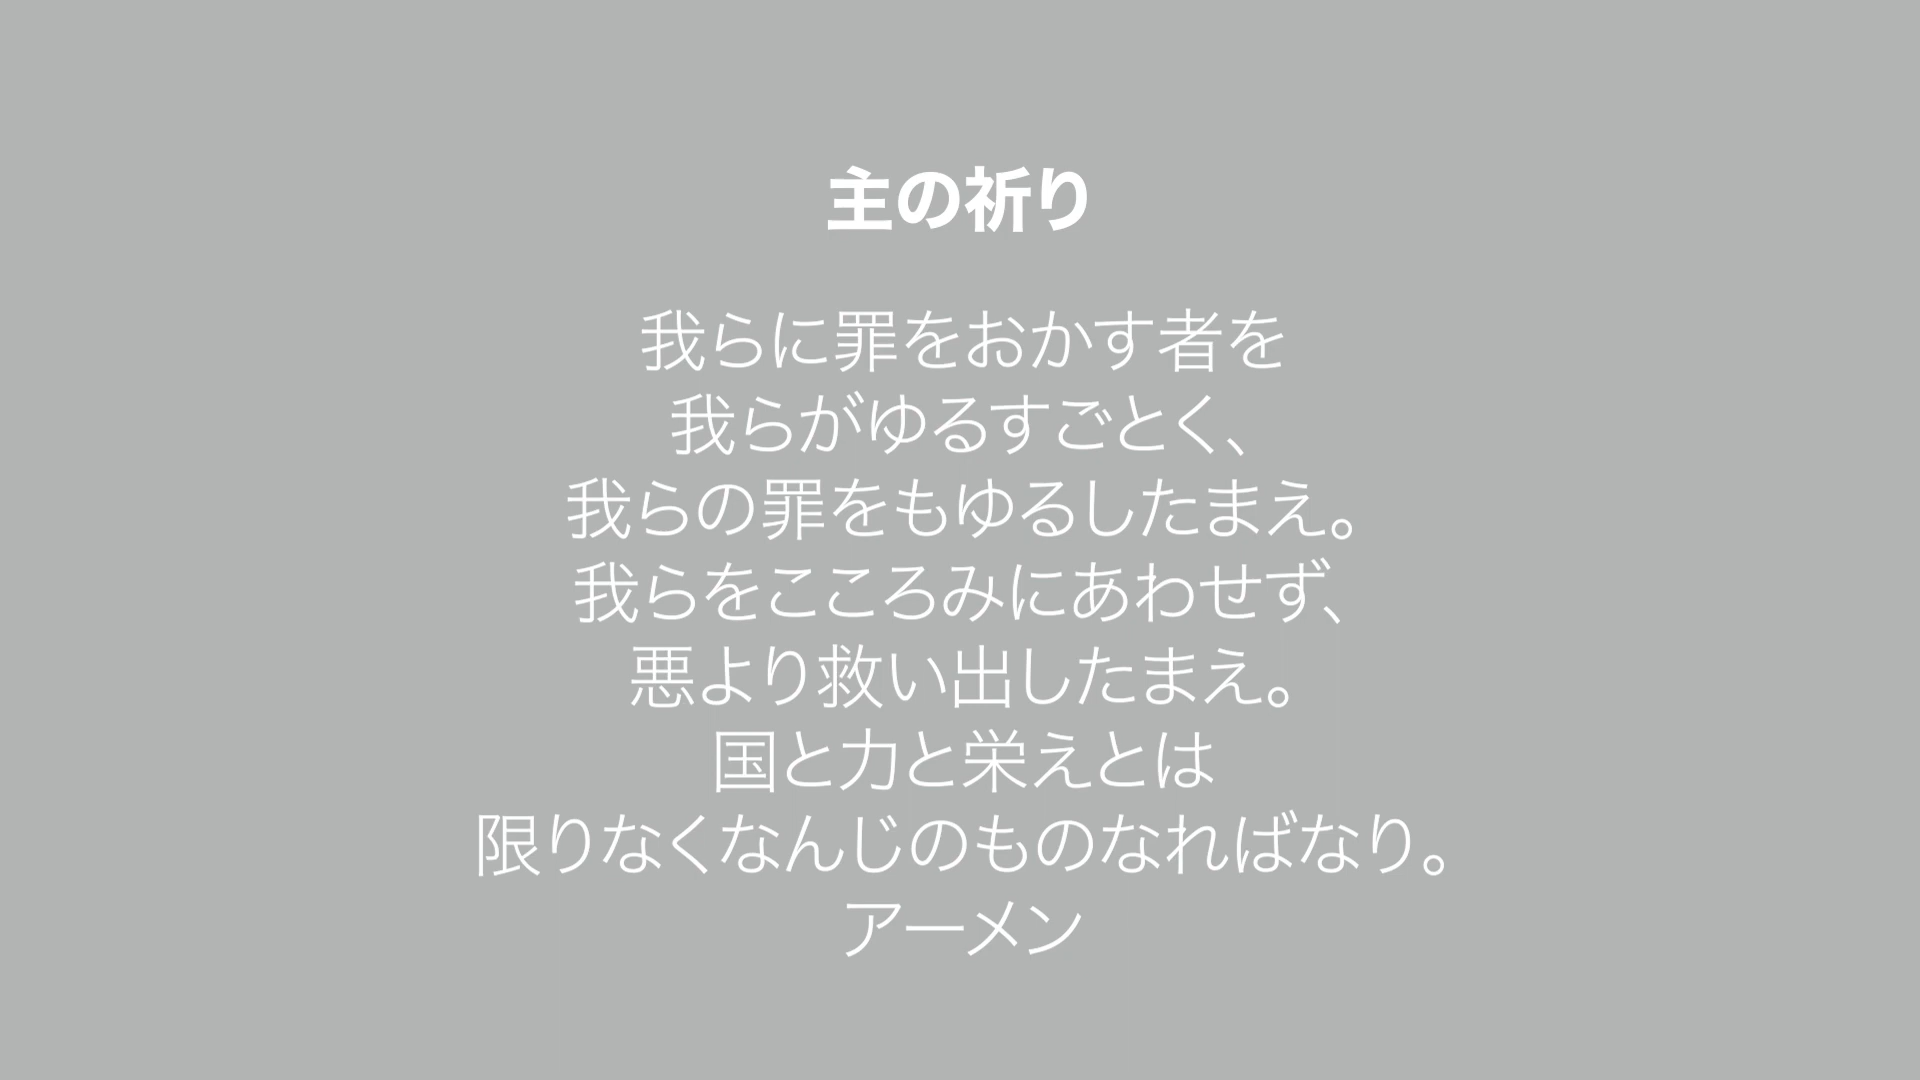 主の祈り
我らに罪をおかす者を
我らがゆるすごとく、
我らの罪をもゆるしたまえ。
我らをこころみにあわせず、
悪より救い出したまえ。
国と力と栄えとは
限りなくなんじのものなればなり。
アーメン